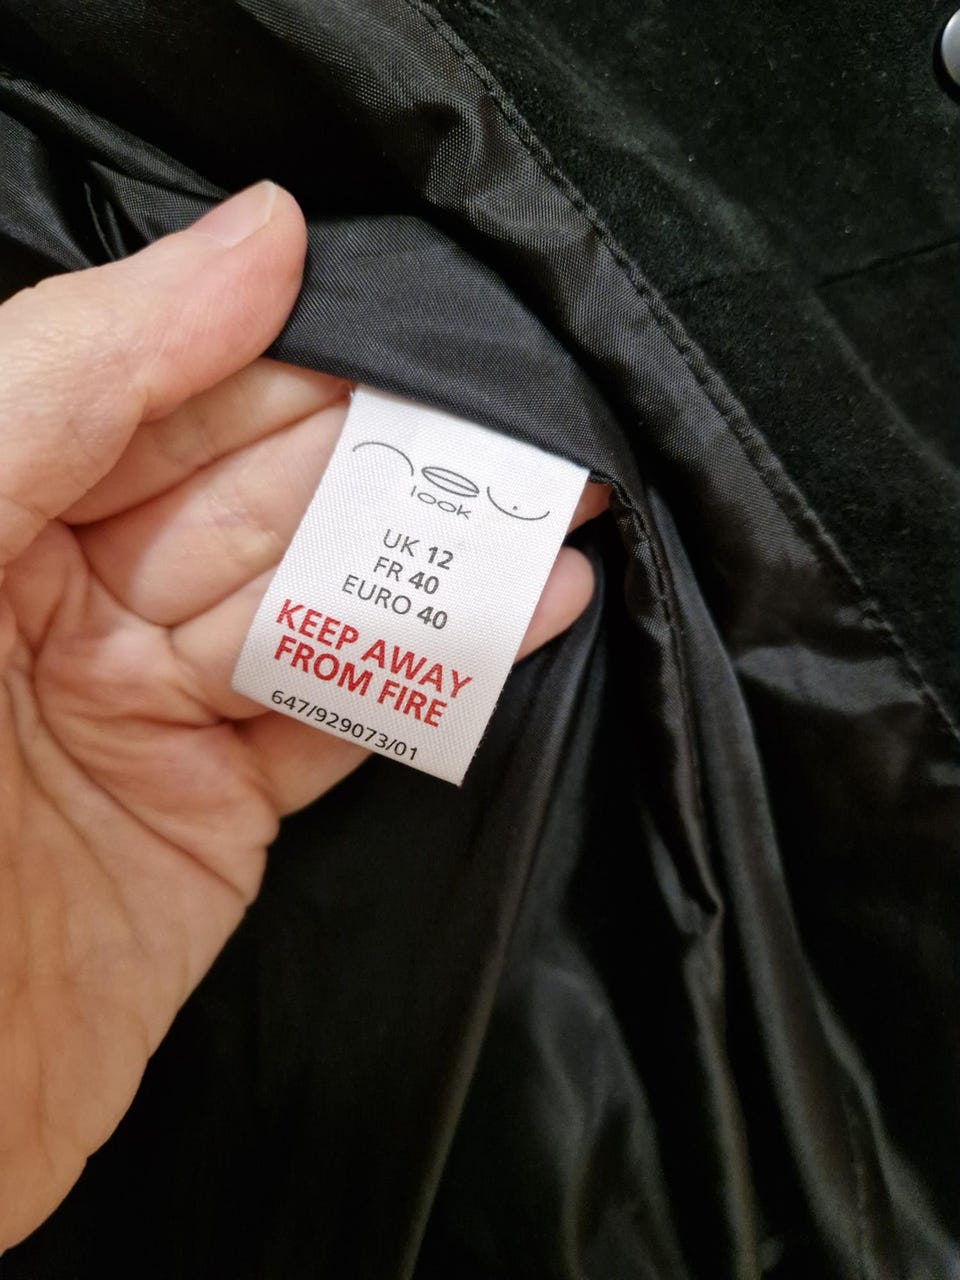 new
look
UK 12
FR 40
EURO 40
KEEP AWAY
FROM FIRE
647/929073/01